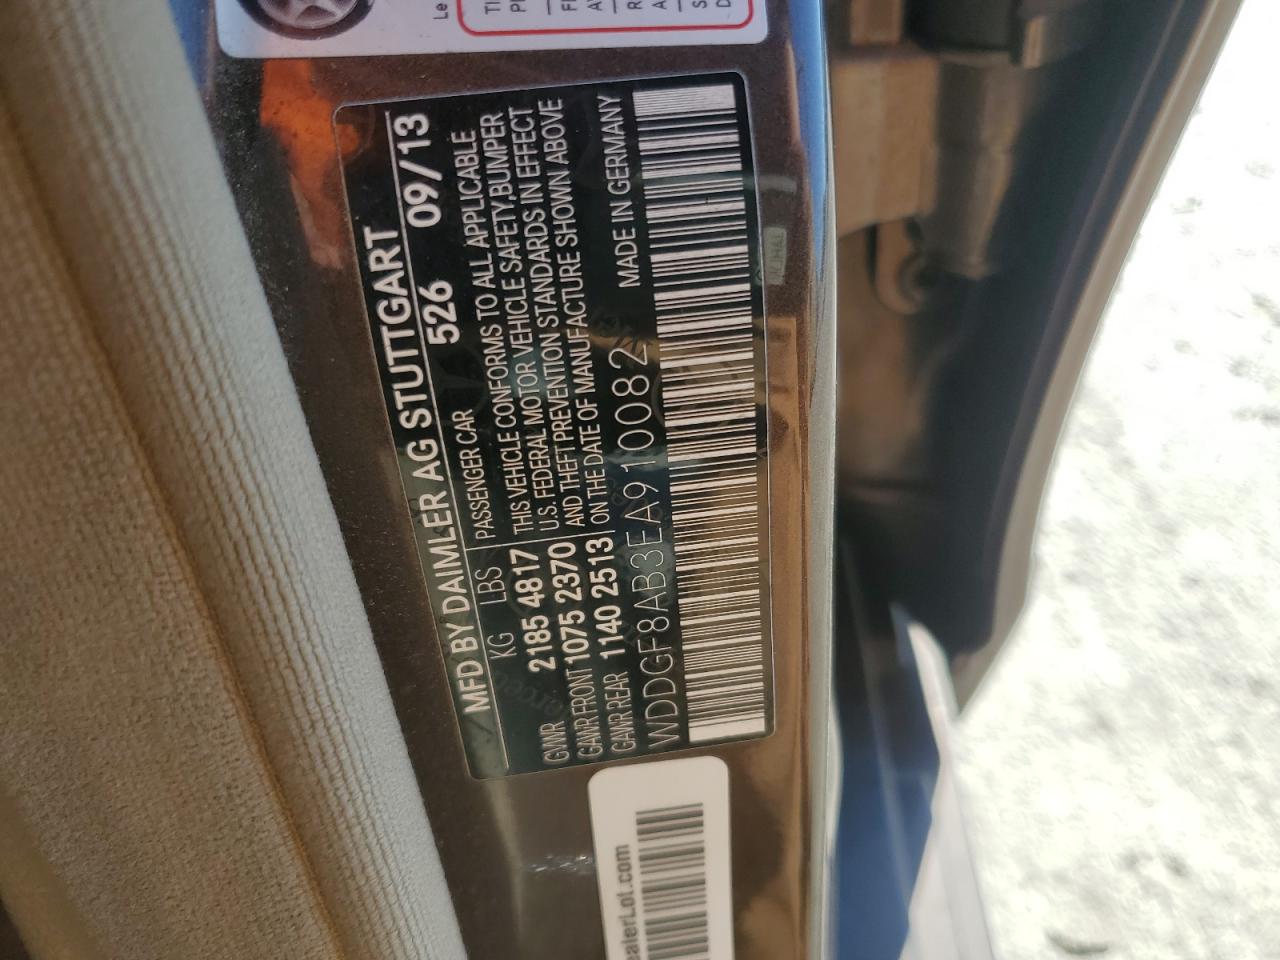 MFD BY DAIMLER AG STUTTGART
KG LBS PASSENGER CAR 526 09/13
GVWR 2185 4817
GAWR FRONT 1075 2370
GAWR REAR 1140 2513
THIS VEHICLE CONFORMS TO ALL APPLICABLE
U.S. FEDERAL MOTOR VEHICLE SAFETY,BUMPER
AND THEFT PREVENTION STANDARDS IN EFFECT
ON THE DATE OF MANUFACTURE SHOWN ABOVE
WDDGF8AB3EA910082 MADE IN GERMANY
Le